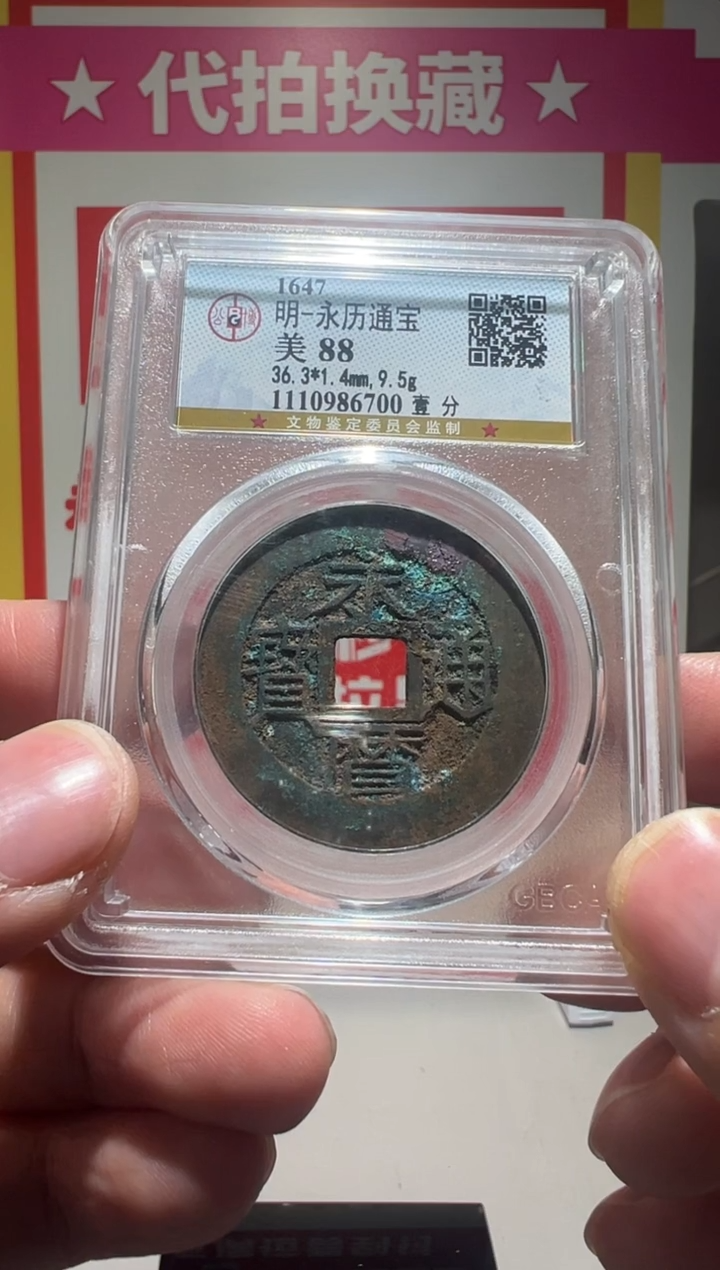 ★代拍换藏★
1647
明-永历通宝
美 88
36.3*1.4mm,9.5g
1110986700 壹 分
★ 文物鉴定委员会监制 ★
永
寶 通
曆